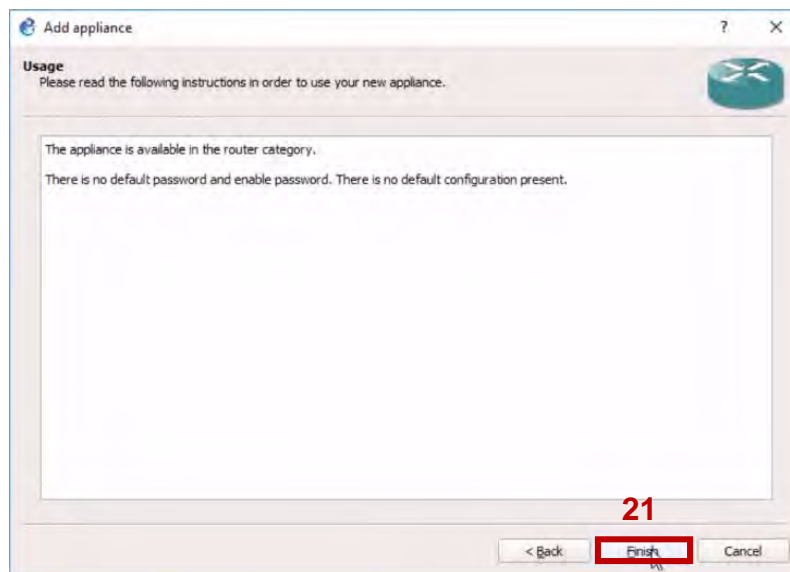 Add appliance
Usage
Please read the following instructions in order to use your new appliance.
The appliance is available in the router category.
There is no default password and enable password. There is no default configuration present.
21
< Back
Finish
Cancel